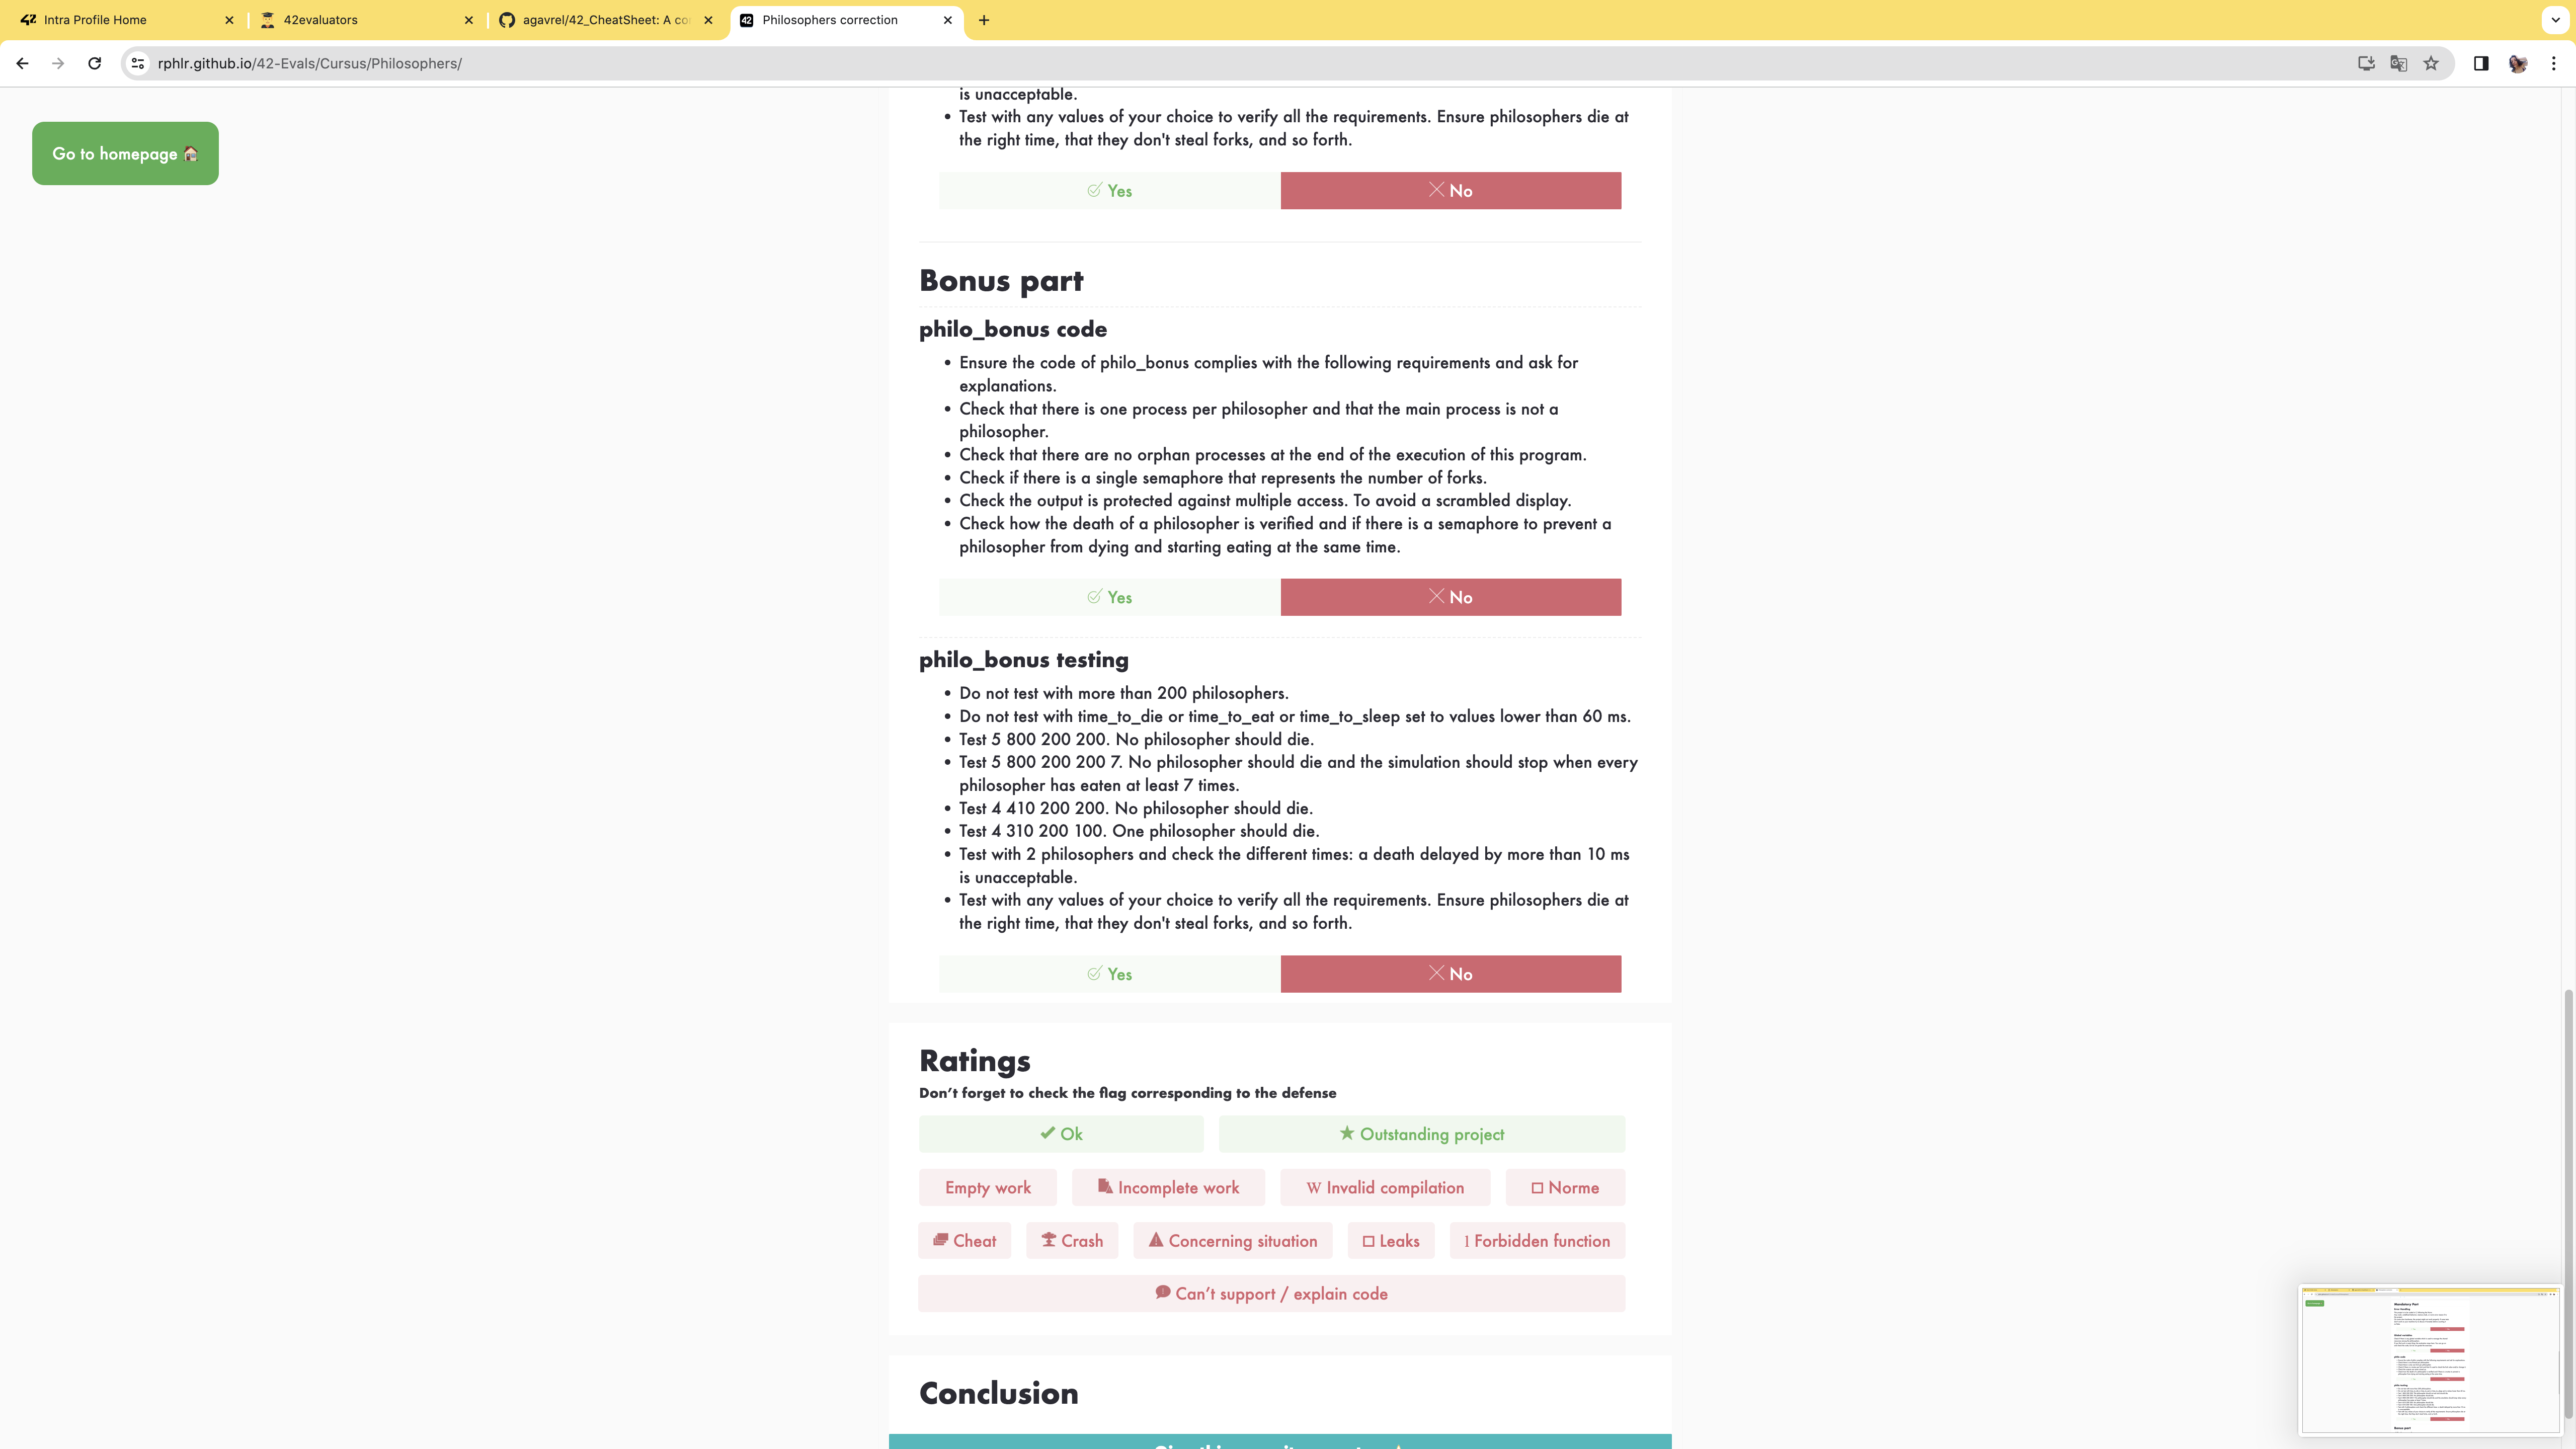 Intra Profile Home
42evaluators
agavrel/42_CheatSheet: A co
Philosophers correction
rphlr.github.io/42-Evals/Cursus/Philosophers/
Go to homepage
is unacceptable.
• Test with any values of your choice to verify all the requirements. Ensure philosophers die at
the right time, that they don't steal forks, and so forth.
Yes
No
Bonus part
philo_bonus code
• Ensure the code of philo_bonus complies with the following requirements and ask for
explanations.
• Check that there is one process per philosopher and that the main process is not a
philosopher.
• Check that there are no orphan processes at the end of the execution of this program.
• Check if there is a single semaphore that represents the number of forks.
• Check the output is protected against multiple access. To avoid a scrambled display.
• Check how the death of a philosopher is verified and if there is a semaphore to prevent a
philosopher from dying and starting eating at the same time.
Yes
No
philo_bonus testing
• Do not test with more than 200 philosophers.
• Do not test with time_to_die or time_to_eat or time_to_sleep set to values lower than 60 ms.
• Test 5 800 200 200. No philosopher should die.
• Test 5 800 200 200 7. No philosopher should die and the simulation should stop when every
philosopher has eaten at least 7 times.
• Test 4 410 200 200. No philosopher should die.
• Test 4 310 200 100. One philosopher should die.
• Test with 2 philosophers and check the different times: a death delayed by more than 10 ms
is unacceptable.
• Test with any values of your choice to verify all the requirements. Ensure philosophers die at
the right time, that they don't steal forks, and so forth.
Yes
No
Ratings
Don’t forget to check the flag corresponding to the defense
Ok
Outstanding project
Empty work
Incomplete work
W Invalid compilation
Norme
Cheat
Crash
Concerning situation
Leaks
l Forbidden function
Can’t support / explain code
Conclusion